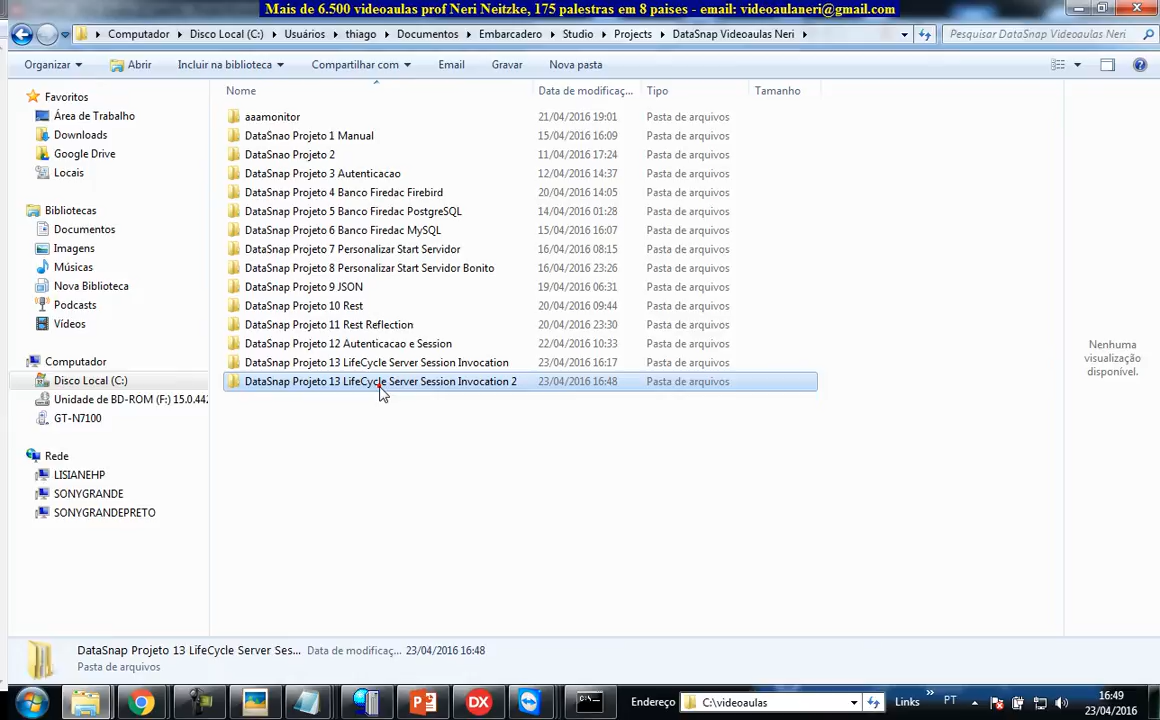 Mais de 6.500 videoaulas prof Neri Neitzke, 175 palestras em 8 paises - email: videoaulaneri@gmail.com
Computador Disco Local (C:) Usuários thiago Documentos Embarcadero Studio Projects DataSnap Videoaulas Neri Pesquisar DataSnap Videoaulas Neri
Organizar Abrir Incluir na biblioteca Compartilhar com Email Gravar Nova pasta
Nome Data de modificaç... Tipo Tamanho
Favoritos
Área de Trabalho
Downloads
Google Drive
Locais
Bibliotecas
Documentos
Imagens
Músicas
Nova Biblioteca
Podcasts
Vídeos
Computador
Disco Local (C:)
Unidade de BD-ROM (F:) 15.0.442
GT-N7100
Rede
LISIANEHP
SONYGRANDE
SONYGRANDEPRETO
aaamonitor 21/04/2016 19:01 Pasta de arquivos
DataSnao Projeto 1 Manual 15/04/2016 16:09 Pasta de arquivos
DataSnao Projeto 2 11/04/2016 17:24 Pasta de arquivos
DataSnap Projeto 3 Autenticacao 12/04/2016 14:37 Pasta de arquivos
DataSnap Projeto 4 Banco Firedac Firebird 20/04/2016 14:05 Pasta de arquivos
DataSnap Projeto 5 Banco Firedac PostgreSQL 14/04/2016 01:28 Pasta de arquivos
DataSnap Projeto 6 Banco Firedac MySQL 15/04/2016 16:07 Pasta de arquivos
DataSnap Projeto 7 Personalizar Start Servidor 16/04/2016 08:15 Pasta de arquivos
DataSnap Projeto 8 Personalizar Start Servidor Bonito 16/04/2016 23:26 Pasta de arquivos
DataSnap Projeto 9 JSON 19/04/2016 06:31 Pasta de arquivos
DataSnap Projeto 10 Rest 20/04/2016 09:44 Pasta de arquivos
DataSnap Projeto 11 Rest Reflection 20/04/2016 23:30 Pasta de arquivos
DataSnap Projeto 12 Autenticacao e Session 22/04/2016 10:33 Pasta de arquivos
DataSnap Projeto 13 LifeCycle Server Session Invocation 23/04/2016 16:17 Pasta de arquivos
DataSnap Projeto 13 LifeCycle Server Session Invocation 2 23/04/2016 16:48 Pasta de arquivos
Nenhuma
visualização
disponível.
DataSnap Projeto 13 LifeCycle Server Ses... Data de modificaç... 23/04/2016 16:48
Pasta de arquivos
DX Endereço C:\videoaulas Links » PT 16:49
23/04/2016